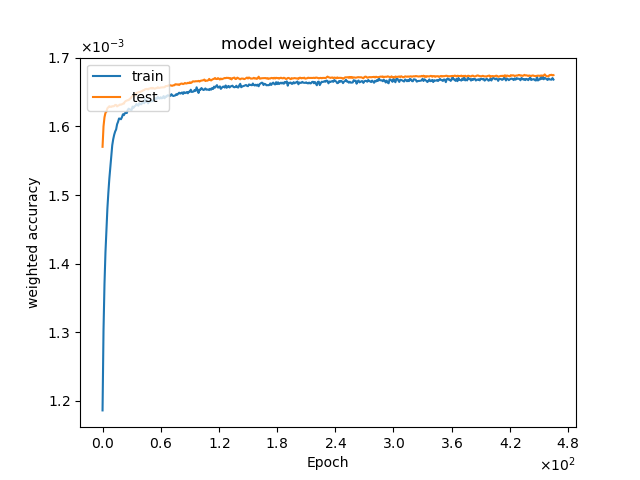 model weighted accuracy
×10⁻³
1.7
1.6
1.5
1.4
1.3
1.2
weighted accuracy
train
test
0.0 0.6 1.2 1.8 2.4 3.0 3.6 4.2 4.8
Epoch
×10²